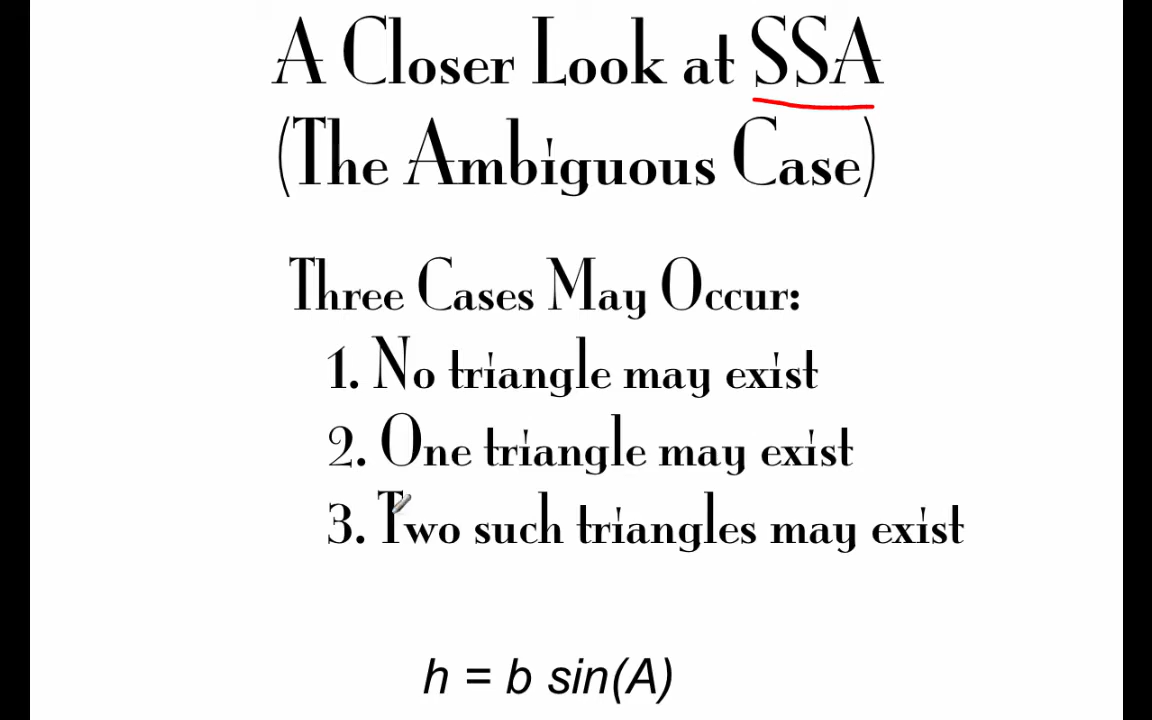 A Closer Look at SSA
(The Ambiguous Case)
Three Cases May Occur:
1. No triangle may exist
2. One triangle may exist
3. Two such triangles may exist
h = b sin(A)